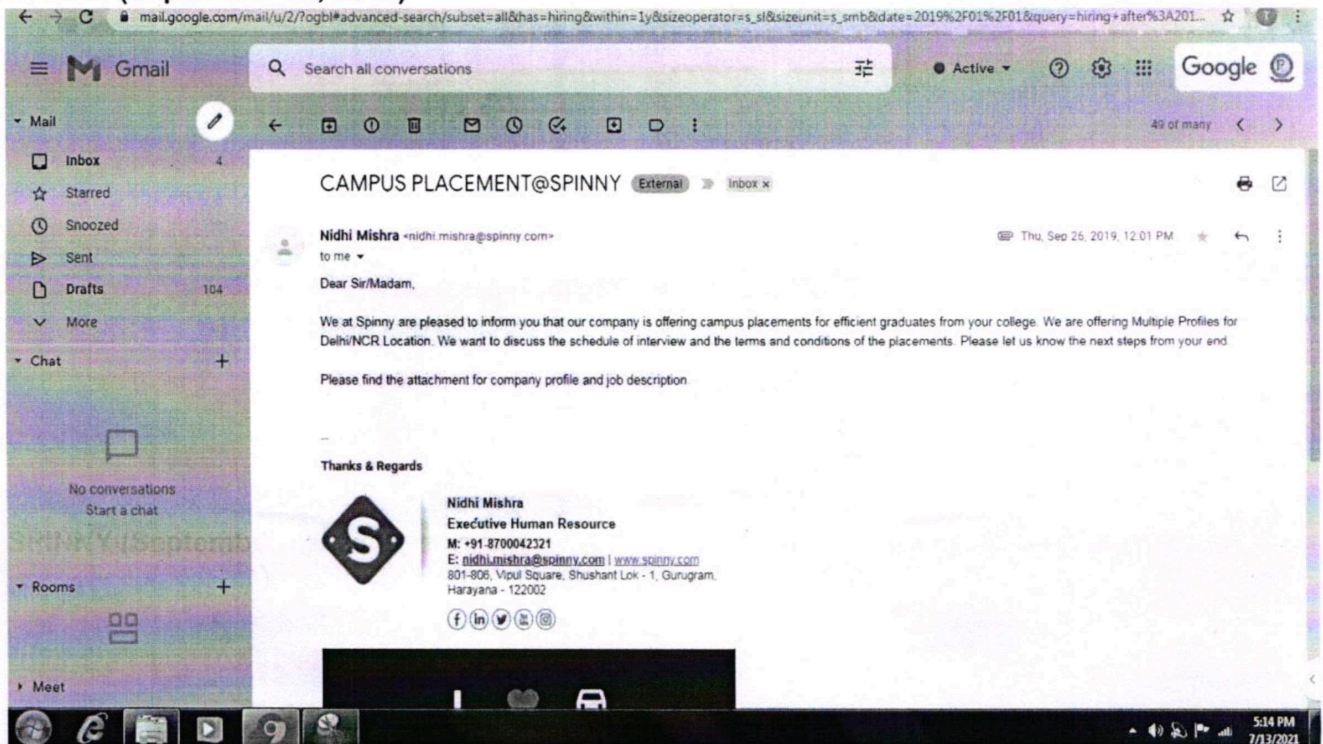 mail.google.com/mail/u/2/?ogbl#advanced-search/subset=all&has=hiring&within=1y&sizeoperator=s_sl&sizeunit=s_smb&date=2019%2F01%2F01&query=hiring+after%3A201...
Gmail
Search all conversations
Active
Google
Mail
49 of many
Inbox 4
Starred
Snoozed
Sent
Drafts 104
More
Chat
No conversations
Start a chat
Rooms
Meet
CAMPUS PLACEMENT@SPINNY External Inbox x
Nidhi Mishra <nidhi.mishra@spinny.com>
Thu, Sep 26, 2019, 12:01 PM
to me
Dear Sir/Madam,
We at Spinny are pleased to inform you that our company is offering campus placements for efficient graduates from your college. We are offering Multiple Profiles for
Delhi/NCR Location. We want to discuss the schedule of interview and the terms and conditions of the placements. Please let us know the next steps from your end.
Please find the attachment for company profile and job description.
--
Thanks & Regards
S
Nidhi Mishra
Executive Human Resource
M: +91-8700042321
E: nidhi.mishra@spinny.com | www.spinny.com
801-806, Vipul Square, Shushant Lok - 1, Gurugram,
Harayana - 122002
5:14 PM
7/13/2021